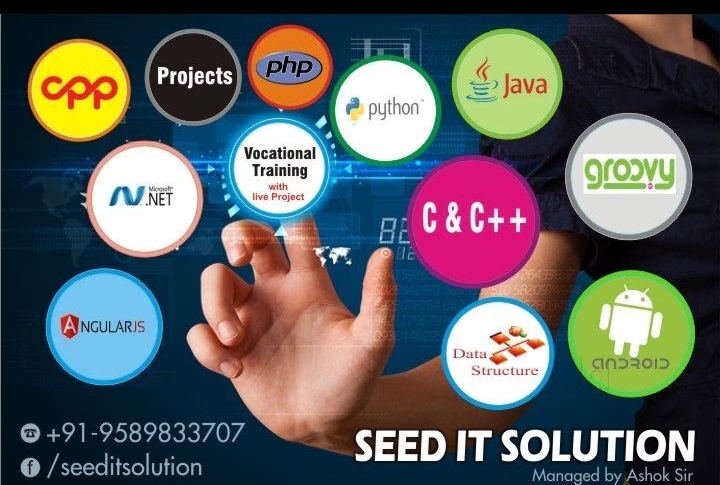 cpp
Projects
php
python
Java
Microsoft®
.NET
Vocational
Training
with
live Project
C & C++
groovy
ANGULARJS
Data
Structure
ANDROID
+91-9589833707
/seeditsolution
SEED IT SOLUTION
Managed by Ashok Sir